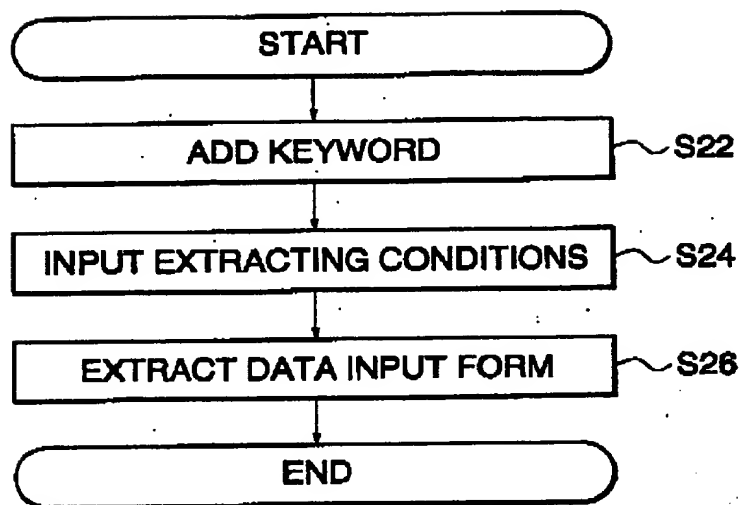 START
ADD KEYWORD S22
INPUT EXTRACTING CONDITIONS S24
EXTRACT DATA INPUT FORM S26
END